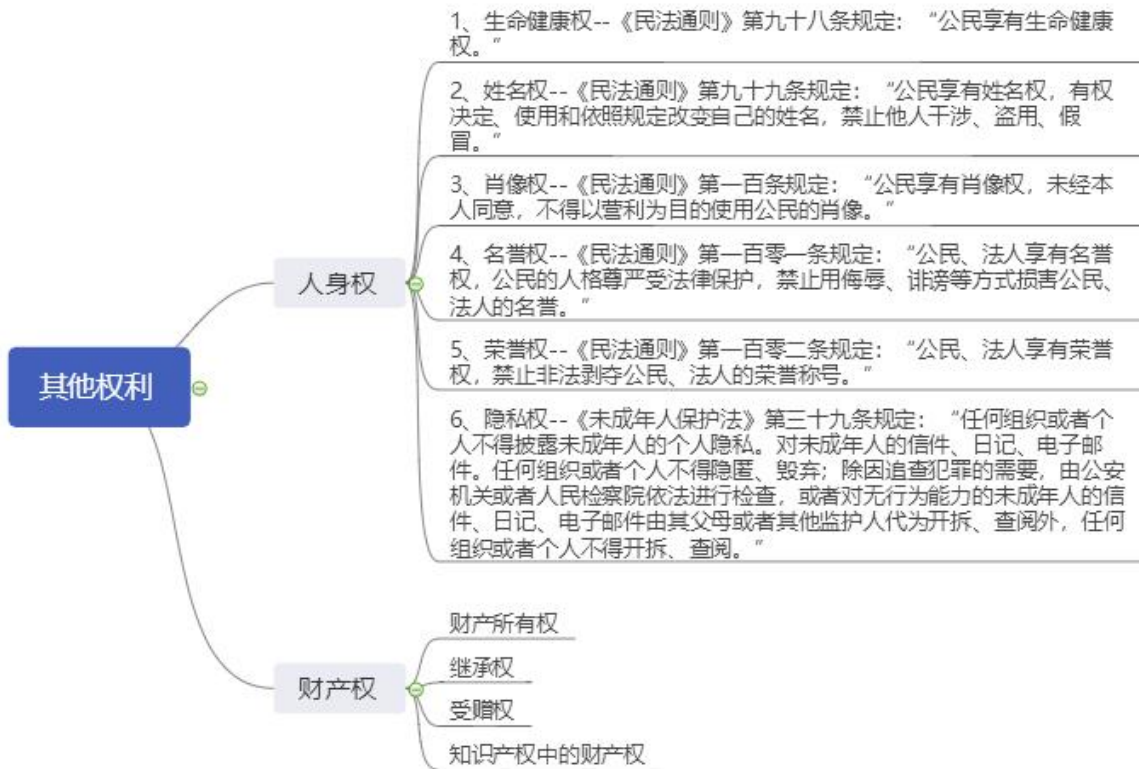 1、生命健康权--《民法通则》第九十八条规定：“公民享有生命健康
权。”
2、姓名权--《民法通则》第九十九条规定：“公民享有姓名权，有权
决定、使用和依照规定改变自己的姓名，禁止他人干涉、盗用、假
冒。”
3、肖像权--《民法通则》第一百条规定：“公民享有肖像权，未经本
人同意，不得以营利为目的使用公民的肖像。”
人身权
4、名誉权--《民法通则》第一百零一条规定：“公民、法人享有名誉
权，公民的人格尊严受法律保护，禁止用侮辱、诽谤等方式损害公民、
法人的名誉。”
5、荣誉权--《民法通则》第一百零二条规定：“公民、法人享有荣誉
权，禁止非法剥夺公民、法人的荣誉称号。”
其他权利
6、隐私权--《未成年人保护法》第三十九条规定：“任何组织或者个
人不得披露未成年人的个人隐私。对未成年人的信件、日记、电子邮
件。任何组织或者个人不得隐匿、毁弃；除因追查犯罪的需要，由公安
机关或者人民检察院依法进行检查，或者对无行为能力的未成年人的信
件、日记、电子邮件由其父母或者其他监护人代为开拆、查阅外，任何
组织或者个人不得开拆、查阅。”
财产权
财产所有权
继承权
受赠权
知识产权中的财产权